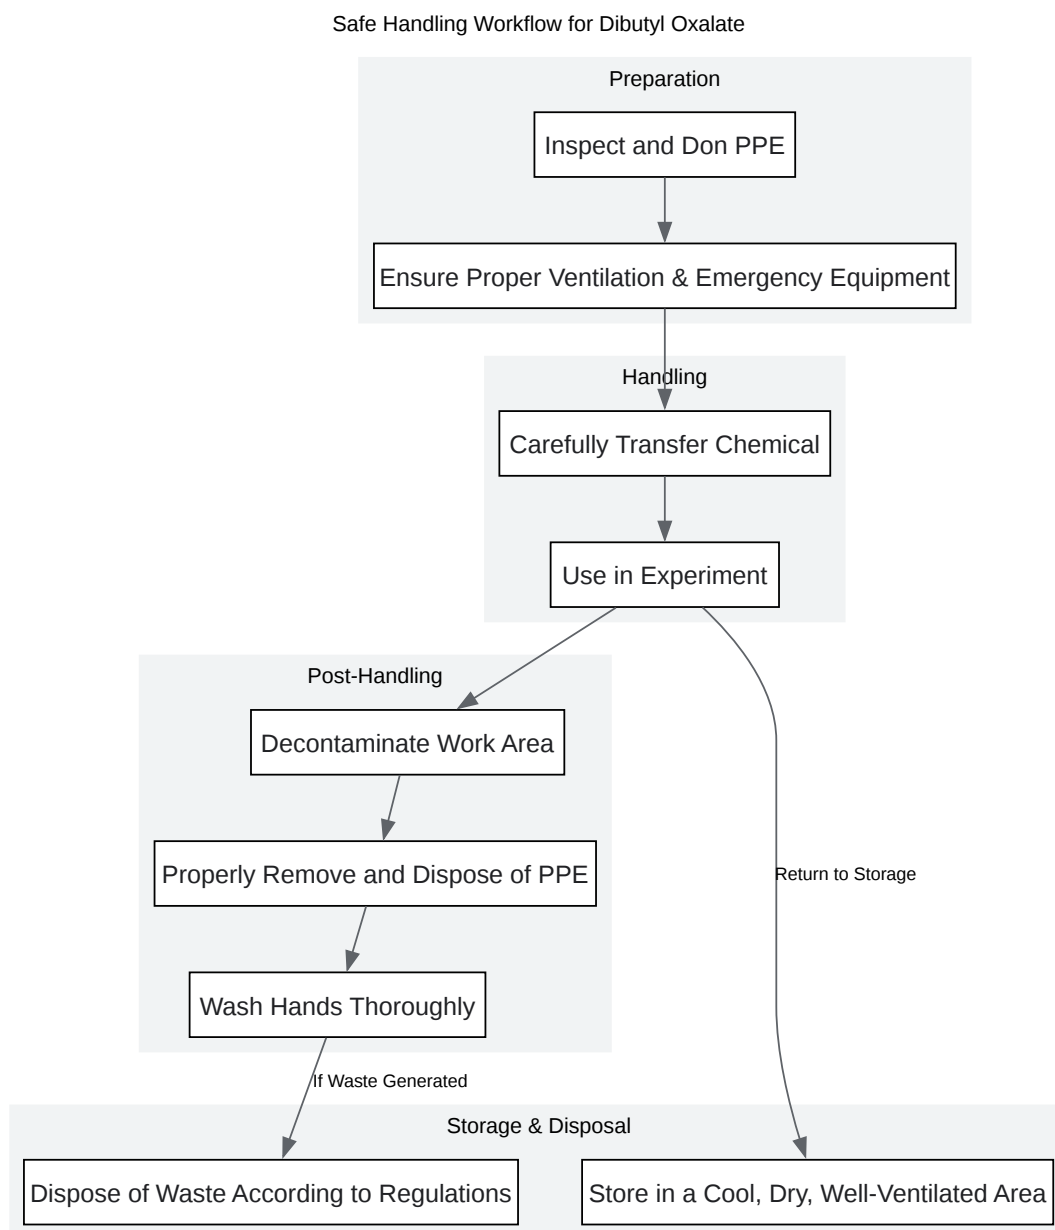 Safe Handling Workflow for Dibutyl Oxalate
Preparation
Inspect and Don PPE
Ensure Proper Ventilation & Emergency Equipment
Handling
Carefully Transfer Chemical
Use in Experiment
Post-Handling
Decontaminate Work Area
Properly Remove and Dispose of PPE
Return to Storage
Wash Hands Thoroughly
If Waste Generated
Storage & Disposal
Dispose of Waste According to Regulations
Store in a Cool, Dry, Well-Ventilated Area